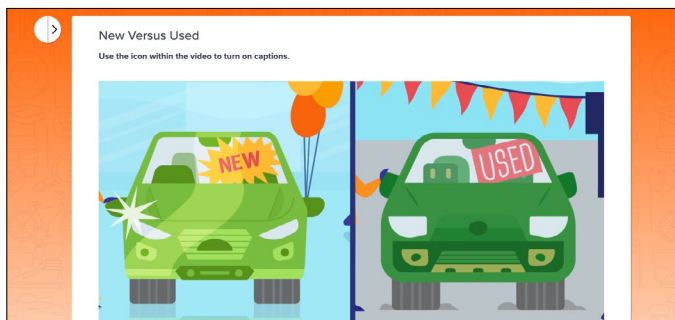 New Versus Used
Use the icon within the video to turn on captions.
NEW
USED